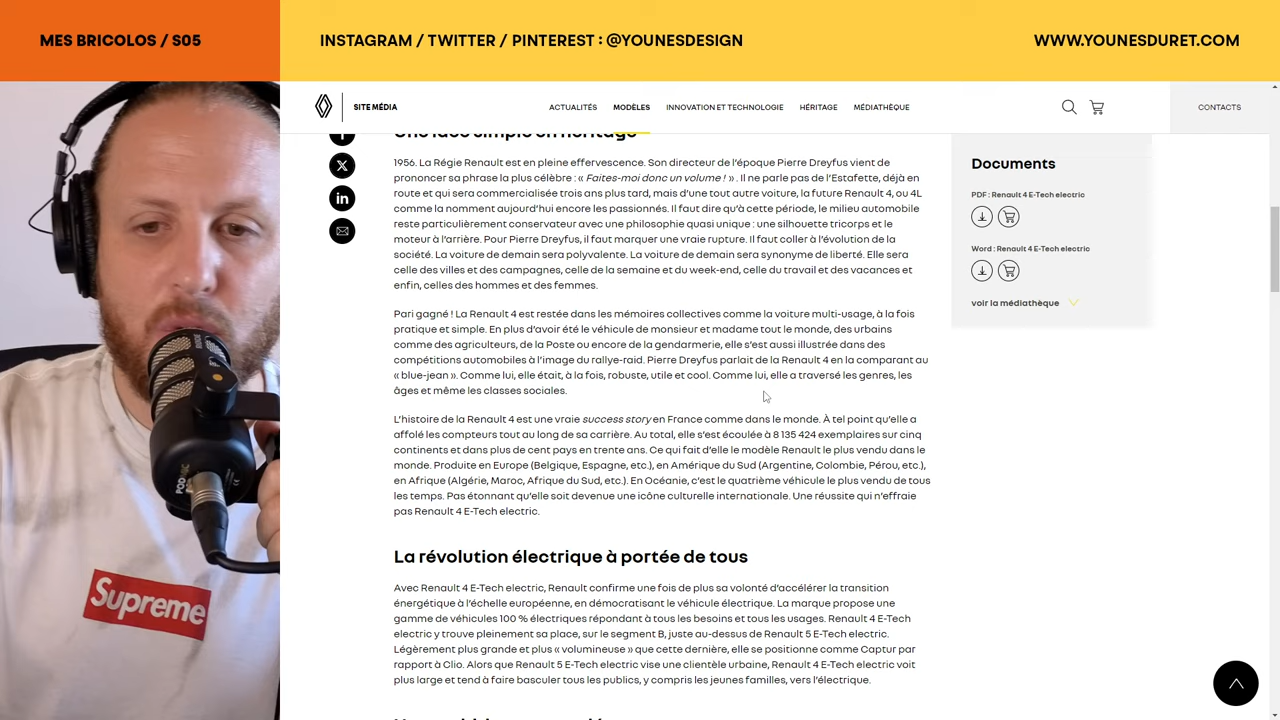 MES BRICOLOS / S05
INSTAGRAM / TWITTER / PINTEREST : @YOUNESDESIGN
WWW.YOUNESDURET.COM
SITE MÉDIA
ACTUALITÉS
MODÈLES
INNOVATION ET TECHNOLOGIE
HÉRITAGE
MÉDIATHÈQUE
CONTACTS
Une idée simple en héritage
1956. La Régie Renault est en pleine effervescence. Son directeur de l'époque Pierre Dreyfus vient de
prononcer sa phrase la plus célèbre : « Faites-moi donc un volume ! » . Il ne parle pas de l'Estafette, déjà en
route et qui sera commercialisée trois ans plus tard, mais d'une tout autre voiture, la future Renault 4, ou 4L
comme la nomment aujourd'hui encore les passionnés. Il faut dire qu'à cette période, le milieu automobile
reste particulièrement conservateur avec une philosophie quasi unique : une silhouette tricorps et le
moteur à l'arrière. Pour Pierre Dreyfus, il faut marquer une vraie rupture. Il faut coller à l'évolution de la
société. La voiture de demain sera polyvalente. La voiture de demain sera synonyme de liberté. Elle sera
celle des villes et des campagnes, celle de la semaine et du week-end, celle du travail et des vacances et
enfin, celles des hommes et des femmes.
Pari gagné ! La Renault 4 est restée dans les mémoires collectives comme la voiture multi-usage, à la fois
pratique et simple. En plus d'avoir été le véhicule de monsieur et madame tout le monde, des urbains
comme des agriculteurs, de la Poste ou encore de la gendarmerie, elle s'est aussi illustrée dans des
compétitions automobiles à l'image du rallye-raid. Pierre Dreyfus parlait de la Renault 4 en la comparant au
« blue-jean ». Comme lui, elle était, à la fois, robuste, utile et cool. Comme lui, elle a traversé les genres, les
âges et même les classes sociales.
L'histoire de la Renault 4 est une vraie success story en France comme dans le monde. À tel point qu'elle a
affolé les compteurs tout au long de sa carrière. Au total, elle s'est écoulée à 8 135 424 exemplaires sur cinq
continents et dans plus de cent pays en trente ans. Ce qui fait d'elle le modèle Renault le plus vendu dans le
monde. Produite en Europe (Belgique, Espagne, etc.), en Amérique du Sud (Argentine, Colombie, Pérou, etc.),
en Afrique (Algérie, Maroc, Afrique du Sud, etc.). En Océanie, c'est le quatrième véhicule le plus vendu de tous
les temps. Pas étonnant qu'elle soit devenue une icône culturelle internationale. Une réussite qui n'effraie
pas Renault 4 E-Tech electric.
La révolution électrique à portée de tous
Avec Renault 4 E-Tech electric, Renault confirme une fois de plus sa volonté d'accélérer la transition
énergétique à l'échelle européenne, en démocratisant le véhicule électrique. La marque propose une
gamme de véhicules 100 % électriques répondant à tous les besoins et tous les usages. Renault 4 E-Tech
electric y trouve pleinement sa place, sur le segment B, juste au-dessus de Renault 5 E-Tech electric.
Légèrement plus grande et plus « volumineuse » que cette dernière, elle se positionne comme Captur par
rapport à Clio. Alors que Renault 5 E-Tech electric vise une clientèle urbaine, Renault 4 E-Tech electric voit
plus large et tend à faire basculer tous les publics, y compris les jeunes familles, vers l'électrique.
Documents
PDF : Renault 4 E-Tech electric
Word : Renault 4 E-Tech electric
voir la médiathèque
PODMIC
Supreme